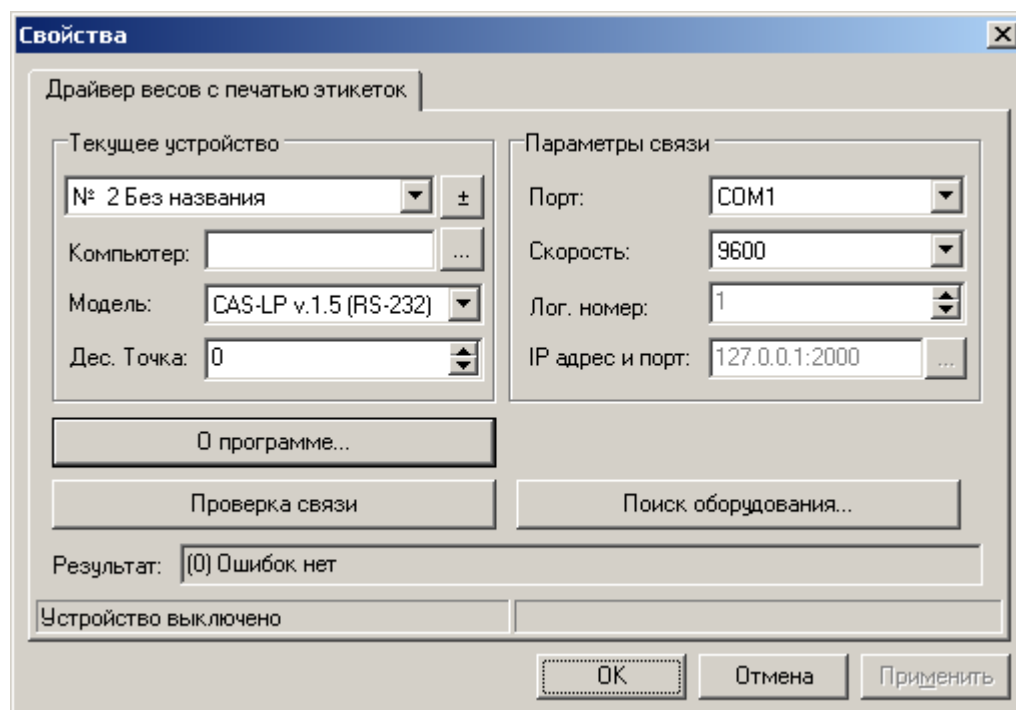 Свойства
Драйвер весов с печатью этикеток
Текущее устройство
№ 2 Без названия
±
Компьютер:
...
Модель:
CAS-LP v.1.5 (RS-232)
Дес. Точка:
0
Параметры связи
Порт:
COM1
Скорость:
9600
Лог. номер:
1
IP адрес и порт:
127.0.0.1:2000
...
О программе...
Проверка связи
Поиск оборудования...
Результат:
(0) Ошибок нет
Устройство выключено
OK
Отмена
Применить